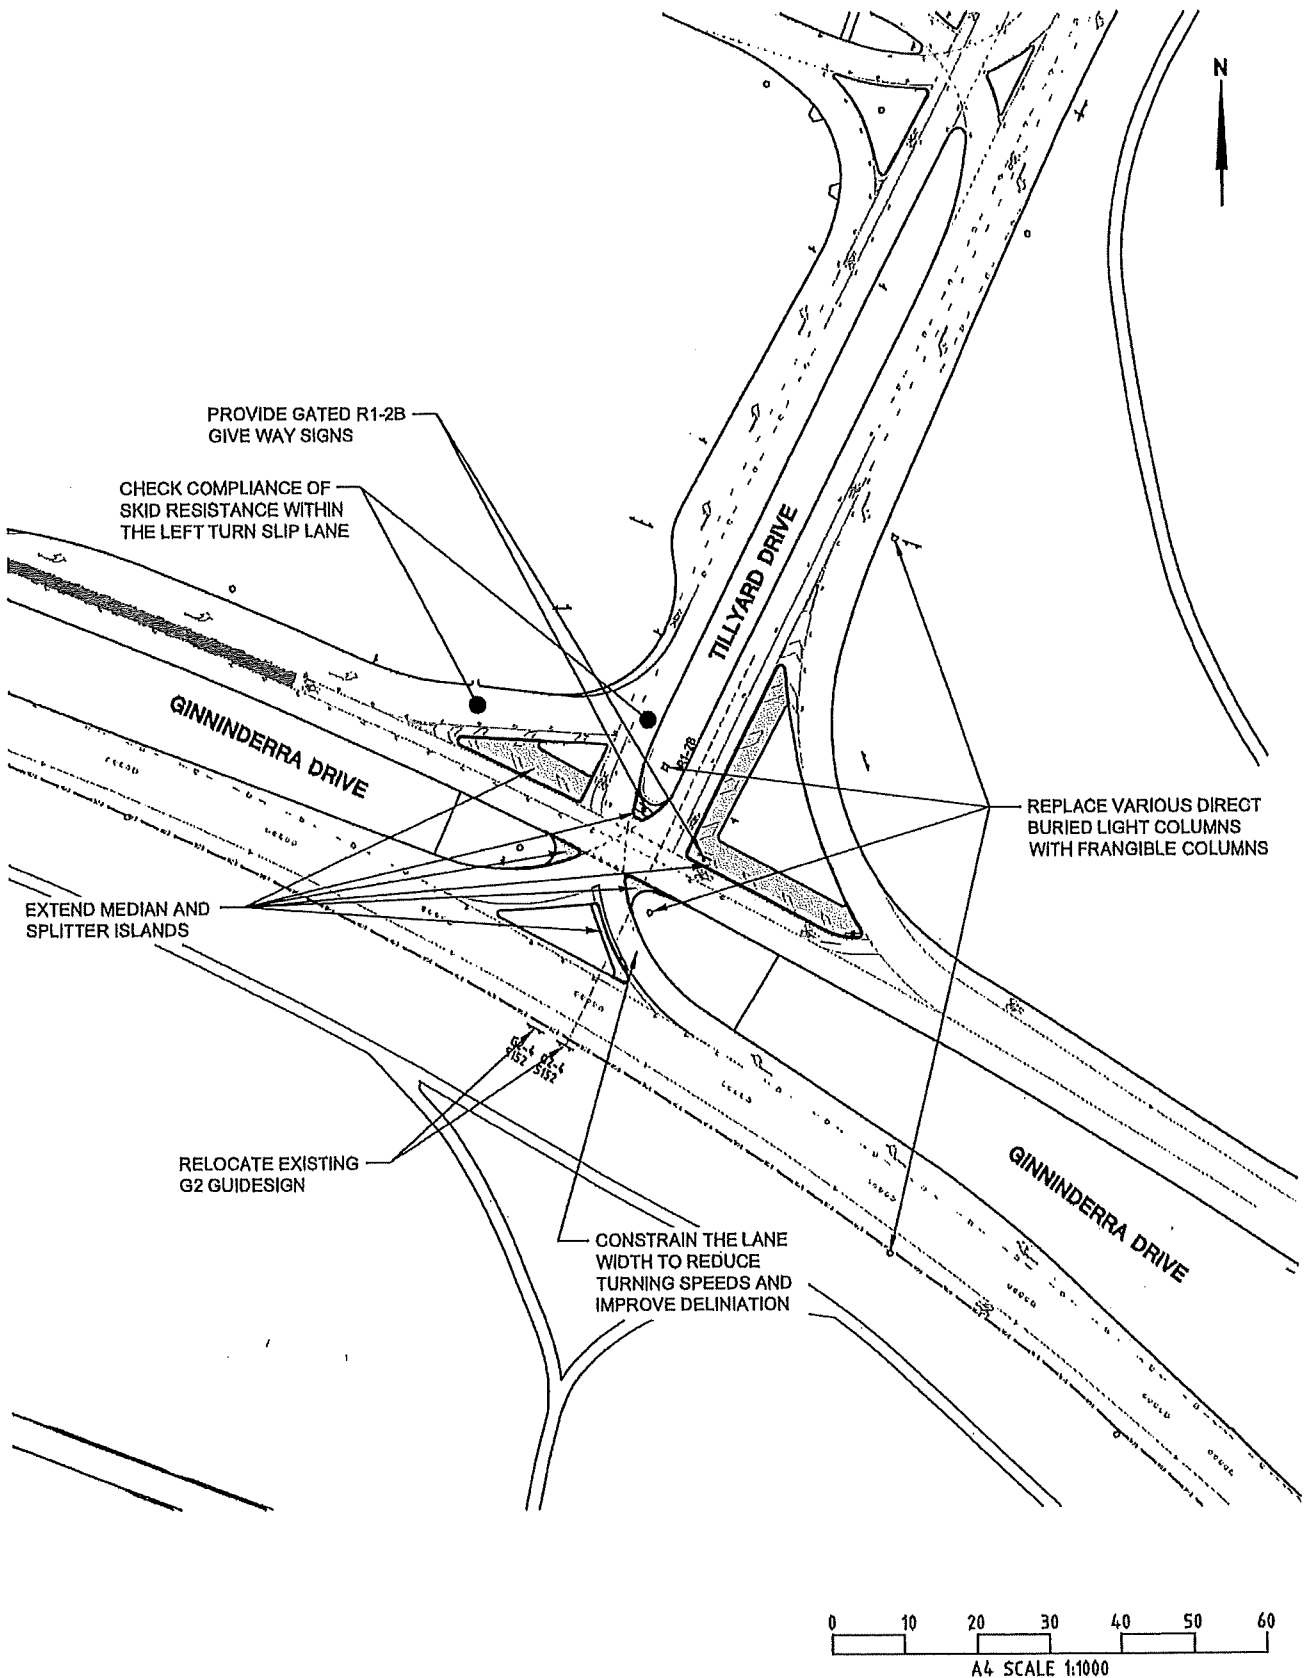 N
PROVIDE GATED R1-2B
GIVE WAY SIGNS
CHECK COMPLIANCE OF
SKID RESISTANCE WITHIN
THE LEFT TURN SLIP LANE
TILLYARD DRIVE
GINNINDERRA DRIVE
R1-2B
REPLACE VARIOUS DIRECT
BURIED LIGHT COLUMNS
WITH FRANGIBLE COLUMNS
EXTEND MEDIAN AND
SPLITTER ISLANDS
G2-4 G2-4
S152 S152
RELOCATE EXISTING
G2 GUIDESIGN
GINNINDERRA DRIVE
CONSTRAIN THE LANE
WIDTH TO REDUCE
TURNING SPEEDS AND
IMPROVE DELINIATION
0 10 20 30 40 50 60
A4 SCALE 1:1000